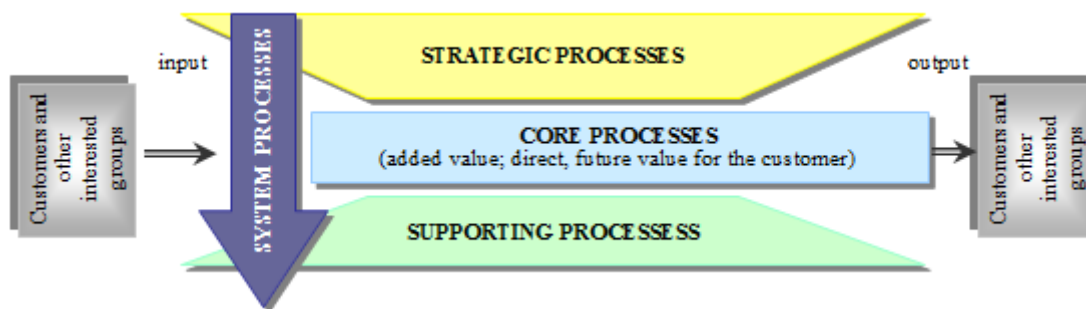 input
Customers and
other
interested
groups
SYSTEM PROCESSES
STRATEGIC PROCESSES
CORE PROCESSES
(added value; direct, future value for the customer)
SUPPORTING PROCESSESS
output
Customers and
other
interested
groups